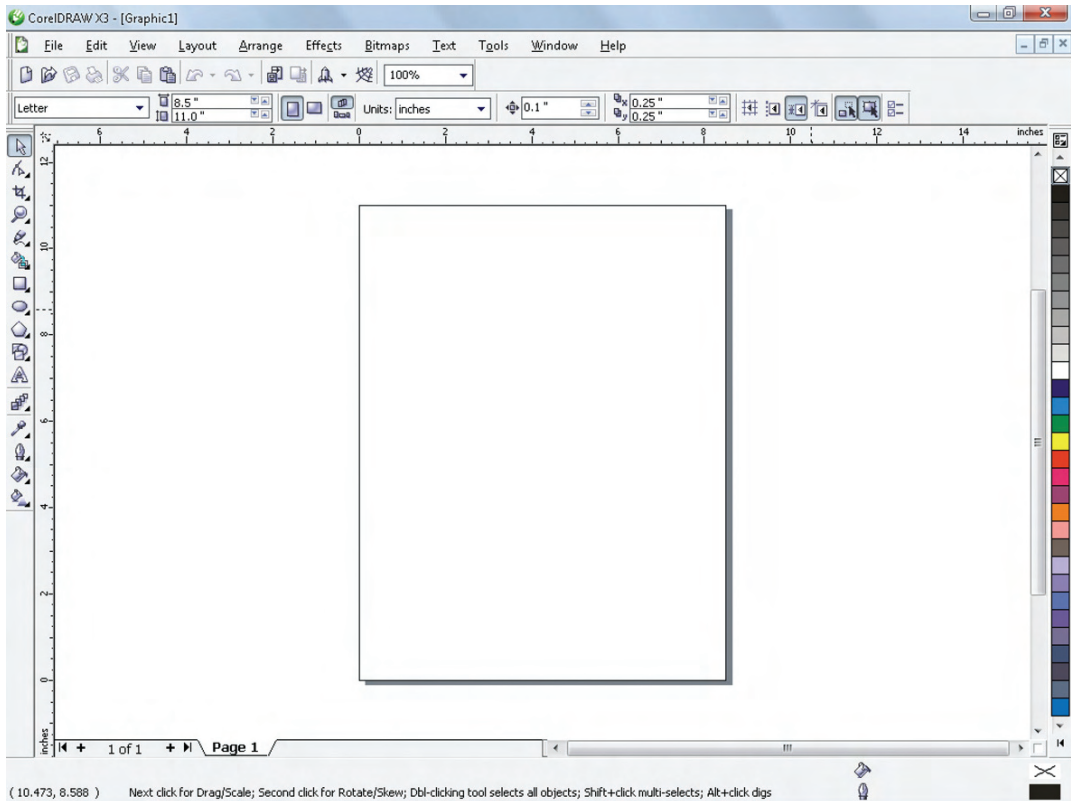 CorelDRAW X3 - [Graphic1]
File Edit View Layout Arrange Effects Bitmaps Text Tools Window Help
100%
Letter 8.5 " Units: inches 0.1 " x 0.25 "
11.0 " y 0.25 "
6 4 2 0 2 4 6 8 10 12 14 inches
12
10
8
6
4
2
0
inches
1 of 1 Page 1
( 10.473, 8.588 ) Next click for Drag/Scale; Second click for Rotate/Skew; Dbl-clicking tool selects all objects; Shift+click multi-selects; Alt+click digs